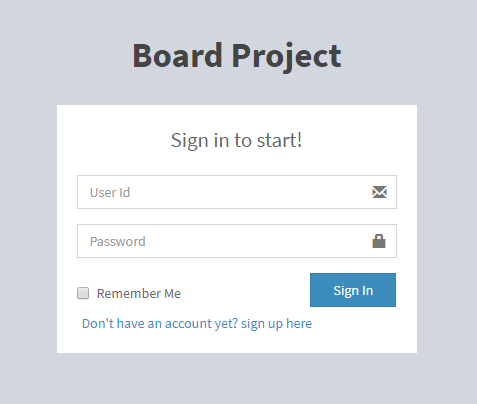 Board Project
Sign in to start!
User Id
Password
Remember Me
Sign In
Don't have an account yet? sign up here